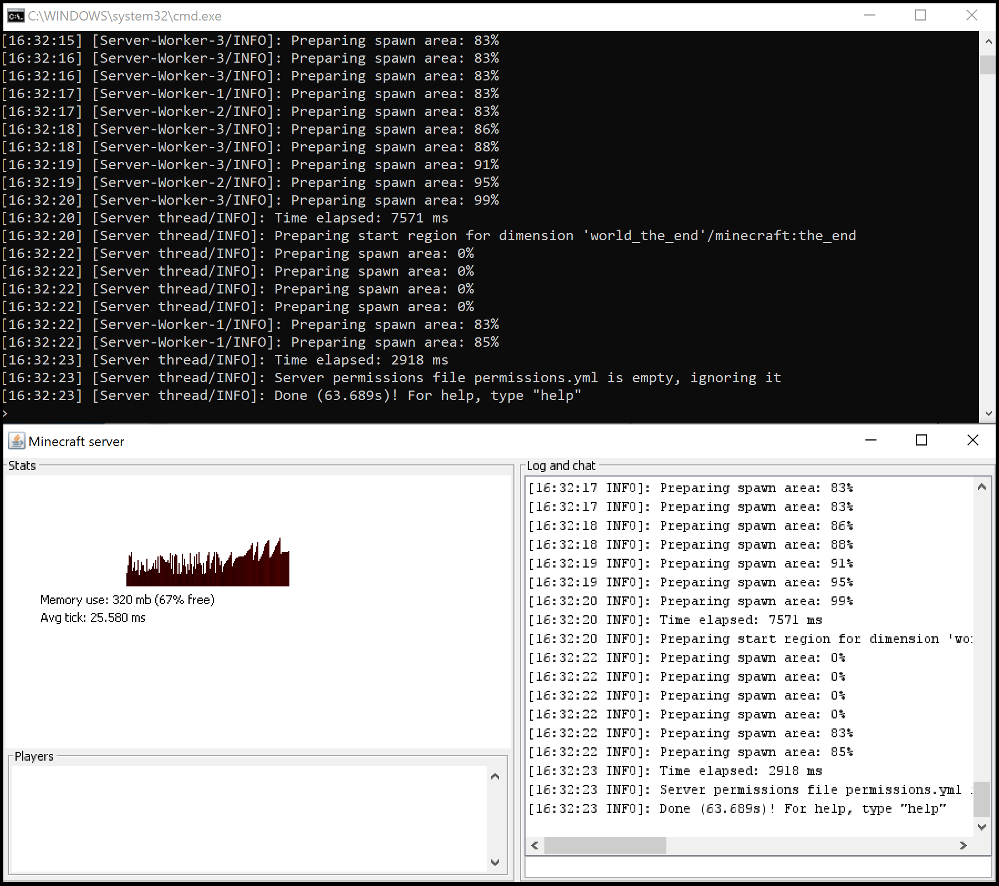 C:\WINDOWS\system32\cmd.exe
[16:32:15] [Server-Worker-3/INFO]: Preparing spawn area: 83%
[16:32:16] [Server-Worker-3/INFO]: Preparing spawn area: 83%
[16:32:16] [Server-Worker-3/INFO]: Preparing spawn area: 83%
[16:32:17] [Server-Worker-1/INFO]: Preparing spawn area: 83%
[16:32:17] [Server-Worker-2/INFO]: Preparing spawn area: 83%
[16:32:18] [Server-Worker-3/INFO]: Preparing spawn area: 86%
[16:32:18] [Server-Worker-3/INFO]: Preparing spawn area: 88%
[16:32:19] [Server-Worker-3/INFO]: Preparing spawn area: 91%
[16:32:19] [Server-Worker-2/INFO]: Preparing spawn area: 95%
[16:32:20] [Server-Worker-3/INFO]: Preparing spawn area: 99%
[16:32:20] [Server thread/INFO]: Time elapsed: 7571 ms
[16:32:20] [Server thread/INFO]: Preparing start region for dimension 'world_the_end'/minecraft:the_end
[16:32:22] [Server thread/INFO]: Preparing spawn area: 0%
[16:32:22] [Server thread/INFO]: Preparing spawn area: 0%
[16:32:22] [Server thread/INFO]: Preparing spawn area: 0%
[16:32:22] [Server thread/INFO]: Preparing spawn area: 0%
[16:32:22] [Server-Worker-1/INFO]: Preparing spawn area: 83%
[16:32:22] [Server-Worker-1/INFO]: Preparing spawn area: 85%
[16:32:23] [Server thread/INFO]: Time elapsed: 2918 ms
[16:32:23] [Server thread/INFO]: Server permissions file permissions.yml is empty, ignoring it
[16:32:23] [Server thread/INFO]: Done (63.689s)! For help, type "help"
>
Minecraft server
Stats
Memory use: 320 mb (67% free)
Avg tick: 25.580 ms
Players
Log and chat
[16:32:17 INFO]: Preparing spawn area: 83%
[16:32:17 INFO]: Preparing spawn area: 83%
[16:32:18 INFO]: Preparing spawn area: 86%
[16:32:18 INFO]: Preparing spawn area: 88%
[16:32:19 INFO]: Preparing spawn area: 91%
[16:32:19 INFO]: Preparing spawn area: 95%
[16:32:20 INFO]: Preparing spawn area: 99%
[16:32:20 INFO]: Time elapsed: 7571 ms
[16:32:20 INFO]: Preparing start region for dimension 'wo
[16:32:22 INFO]: Preparing spawn area: 0%
[16:32:22 INFO]: Preparing spawn area: 0%
[16:32:22 INFO]: Preparing spawn area: 0%
[16:32:22 INFO]: Preparing spawn area: 0%
[16:32:22 INFO]: Preparing spawn area: 83%
[16:32:22 INFO]: Preparing spawn area: 85%
[16:32:23 INFO]: Time elapsed: 2918 ms
[16:32:23 INFO]: Server permissions file permissions.yml
[16:32:23 INFO]: Done (63.689s)! For help, type "help"